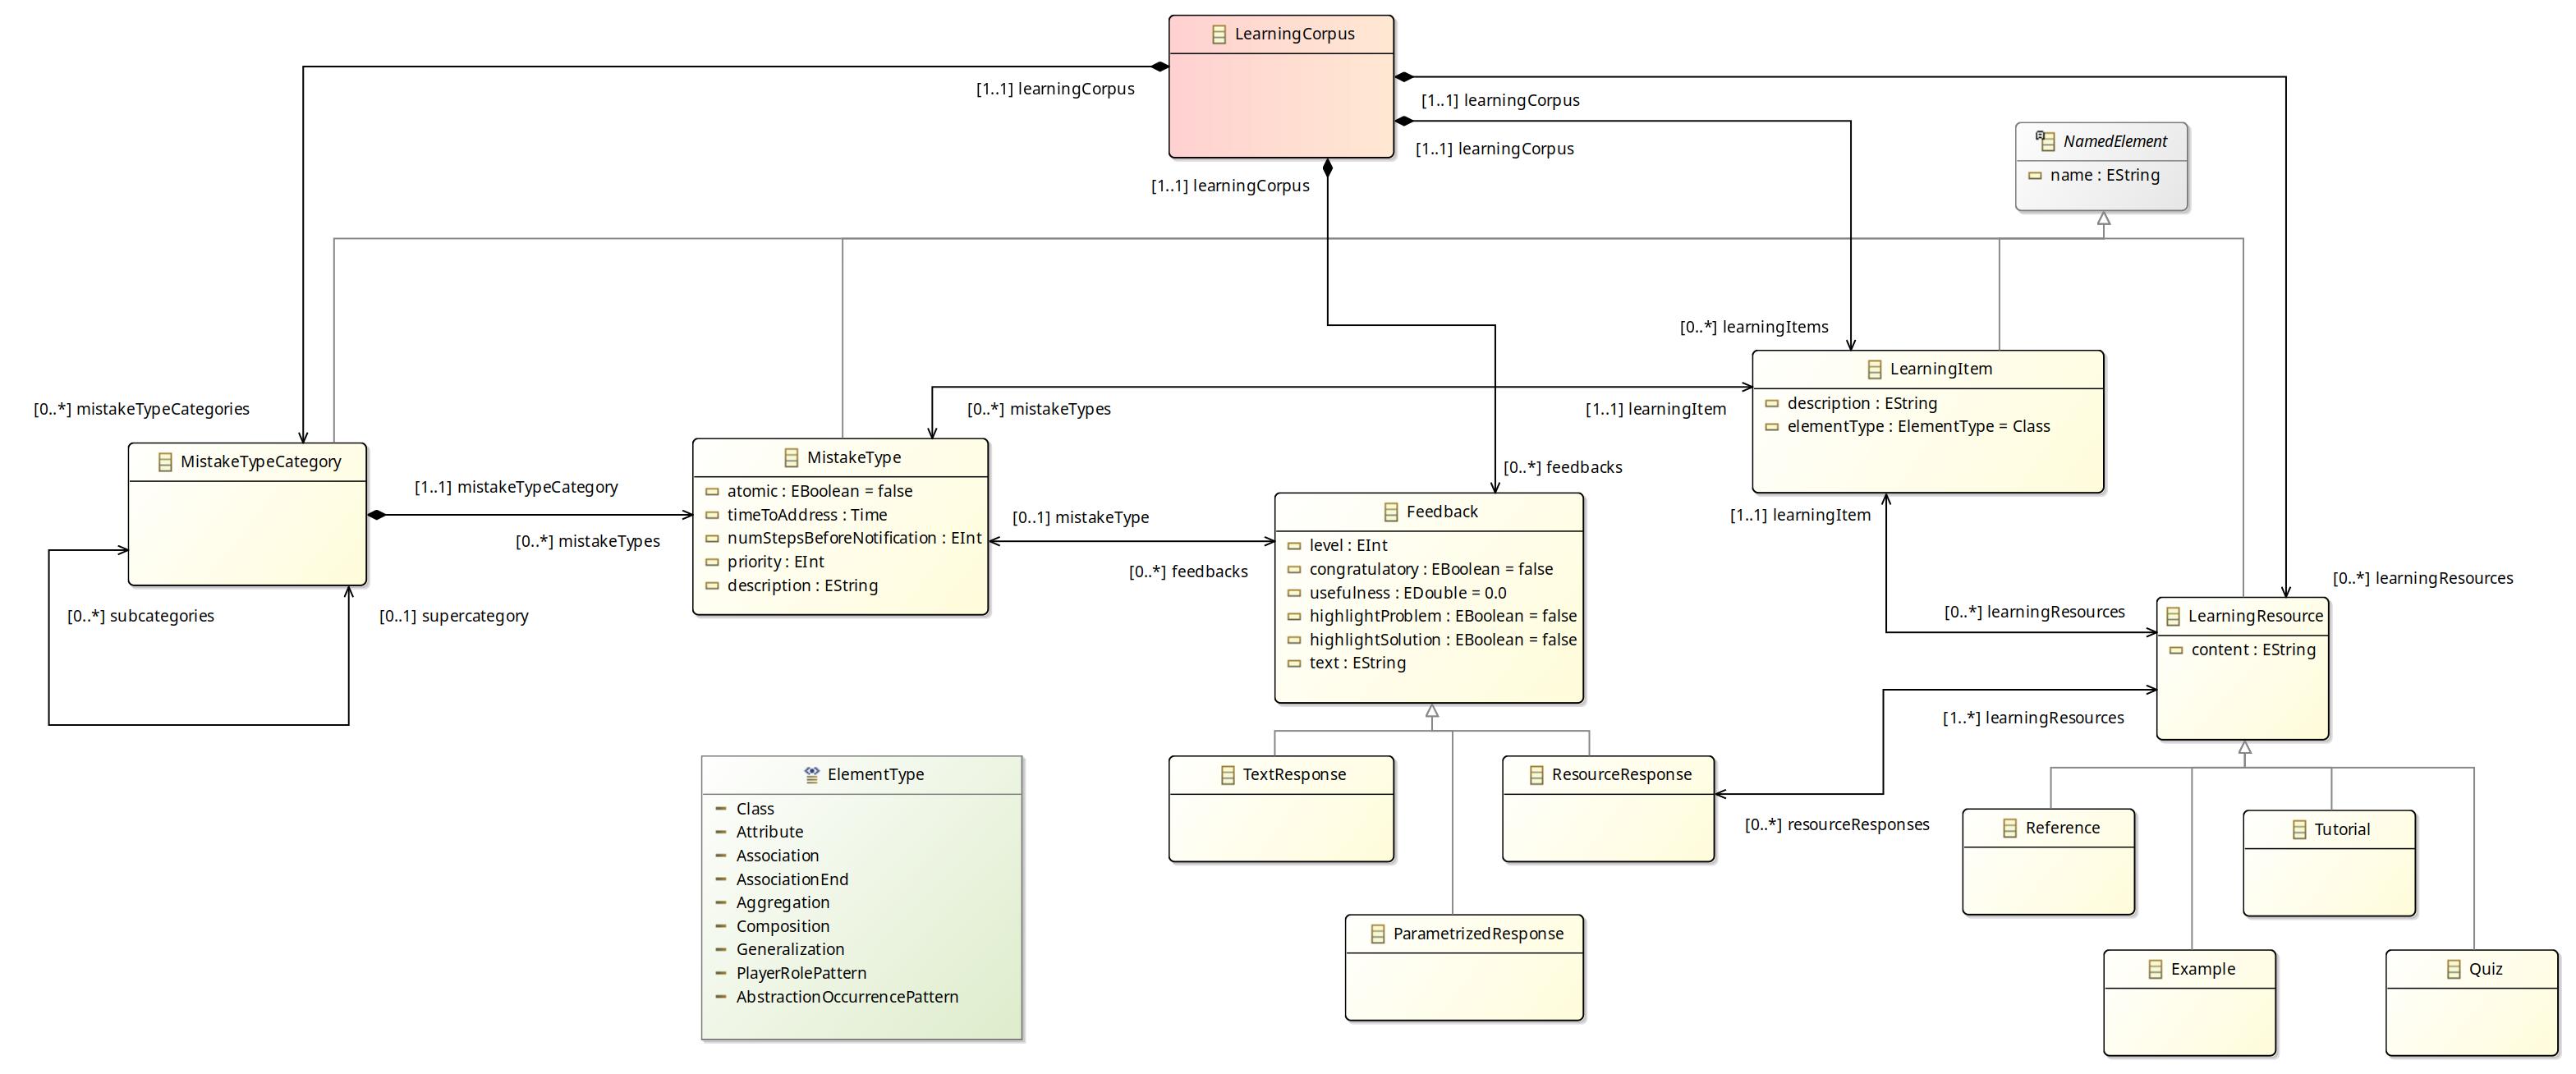 LearningCorpus
[1..1] learningCorpus
[1..1] learningCorpus
[1..1] learningCorpus
[1..1] learningCorpus
NamedElement
name : EString
[0..*] learningItems
LearningItem
description : EString
elementType : ElementType = Class
[0..*] mistakeTypeCategories
[0..*] mistakeTypes
[1..1] learningItem
MistakeTypeCategory
[1..1] mistakeTypeCategory
[0..*] mistakeTypes
[0..*] subcategories
[0..1] supercategory
MistakeType
atomic : EBoolean = false
timeToAddress : Time
numStepsBeforeNotification : EInt
priority : EInt
description : EString
[0..1] mistakeType
[0..*] feedbacks
[0..*] feedbacks
Feedback
level : EInt
congratulatory : EBoolean = false
usefulness : EDouble = 0.0
highlightProblem : EBoolean = false
highlightSolution : EBoolean = false
text : EString
[1..1] learningItem
[0..*] learningResources
[0..*] learningResources
LearningResource
content : EString
[1..*] learningResources
[0..*] resourceResponses
ElementType
Class
Attribute
Association
AssociationEnd
Aggregation
Composition
Generalization
PlayerRolePattern
AbstractionOccurrencePattern
TextResponse
ResourceResponse
ParametrizedResponse
Reference
Tutorial
Example
Quiz